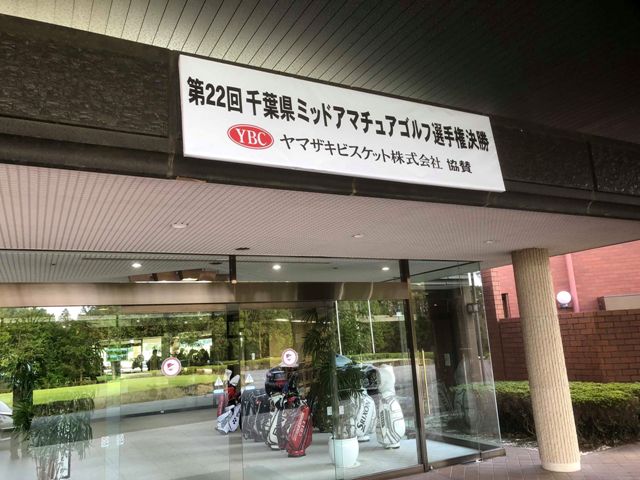 第22回 千葉県ミッドアマチュアゴルフ選手権決勝
YBC ヤマザキビスケット株式会社 協賛
SRIXON